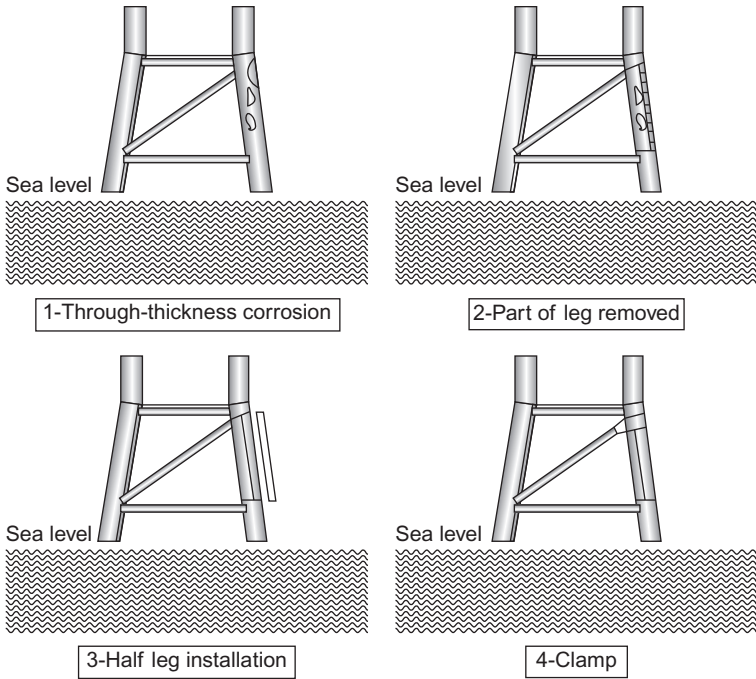 Sea level
Sea level
1-Through-thickness corrosion
2-Part of leg removed
Sea level
Sea level
3-Half leg installation
4-Clamp